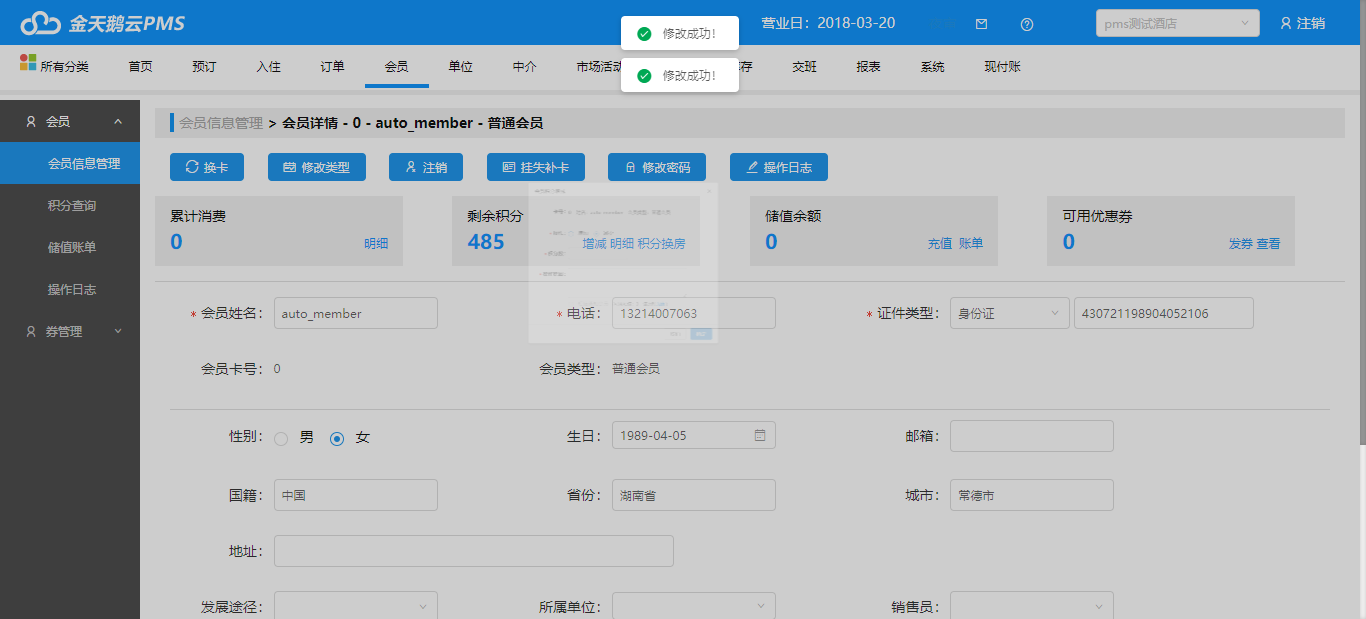 金天鹅云PMS
修改成功!
营业日：2018-03-20
pms测试酒店
注销
所有分类
首页
预订
入住
订单
会员
单位
中介
市场活动
存
交班
报表
系统
现付账
修改成功!
会员
会员信息管理
积分查询
储值账单
操作日志
券管理
会员信息管理 > 会员详情 - 0 - auto_member - 普通会员
换卡
修改类型
注销
挂失补卡
修改密码
操作日志
累计消费
0
明细
剩余积分
485
增减 明细 积分换房
储值余额
0
充值 账单
可用优惠券
0
发券 查看
* 会员姓名： auto_member
* 电话： 13214007063
* 证件类型： 身份证 430721198904052106
会员卡号： 0
会员类型： 普通会员
性别： 男 女
生日： 1989-04-05
邮箱：
国籍： 中国
省份： 湖南省
城市： 常德市
地址：
发展途径：
所属单位：
销售员：